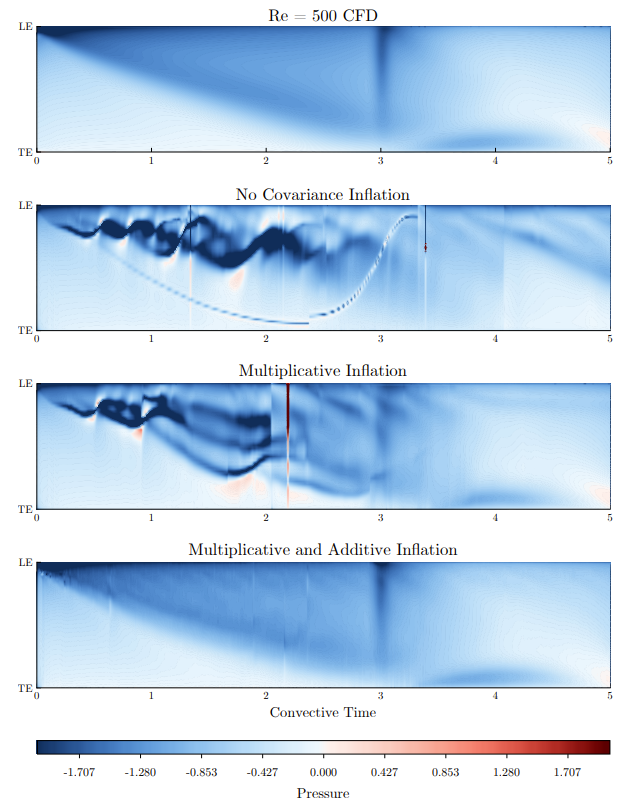 Re = 500 CFD
LE
TE
0 1 2 3 4 5
No Covariance Inflation
LE
TE
0 1 2 3 4 5
Multiplicative Inflation
LE
TE
0 1 2 3 4 5
Multiplicative and Additive Inflation
LE
TE
0 1 2 3 4 5
Convective Time
-1.707 -1.280 -0.853 -0.427 0.000 0.427 0.853 1.280 1.707
Pressure